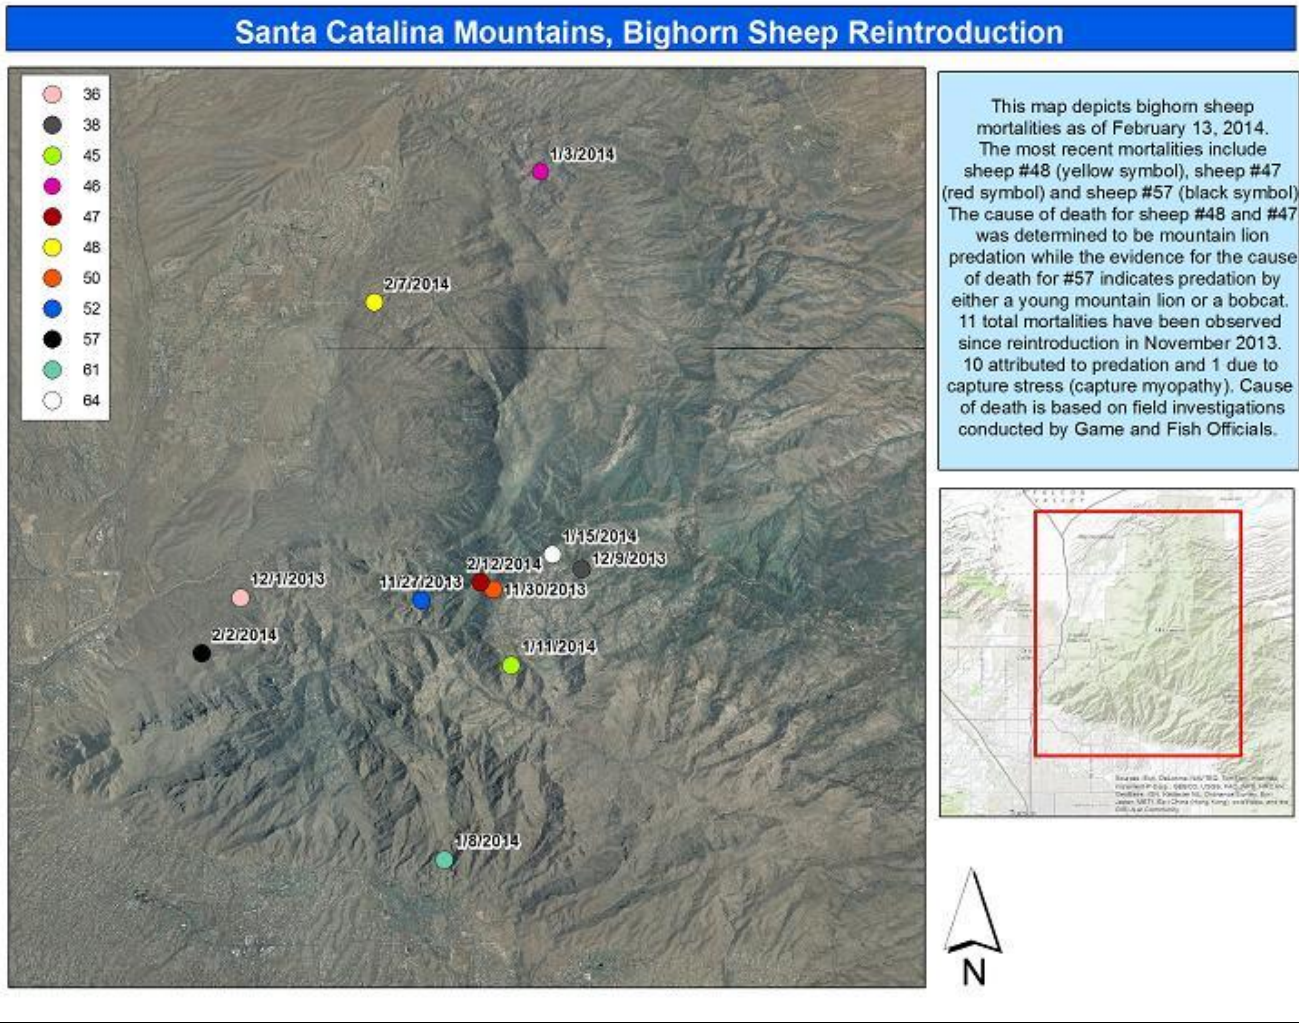 Santa Catalina Mountains, Bighorn Sheep Reintroduction
36
38
45
46
47
48
50
52
57
61
64
1/3/2014
2/7/2014
1/15/2014
12/9/2013
2/12/2014
11/30/2013
11/27/2013
12/1/2013
2/2/2014
1/11/2014
1/8/2014
This map depicts bighorn sheep
mortalities as of February 13, 2014.
The most recent mortalities include
sheep #48 (yellow symbol), sheep #47
(red symbol) and sheep #57 (black symbol)
The cause of death for sheep #48 and #47
was determined to be mountain lion
predation while the evidence for the cause
of death for #57 indicates predation by
either a young mountain lion or a bobcat.
11 total mortalities have been observed
since reintroduction in November 2013.
10 attributed to predation and 1 due to
capture stress (capture myopathy). Cause
of death is based on field investigations
conducted by Game and Fish Officials.
N